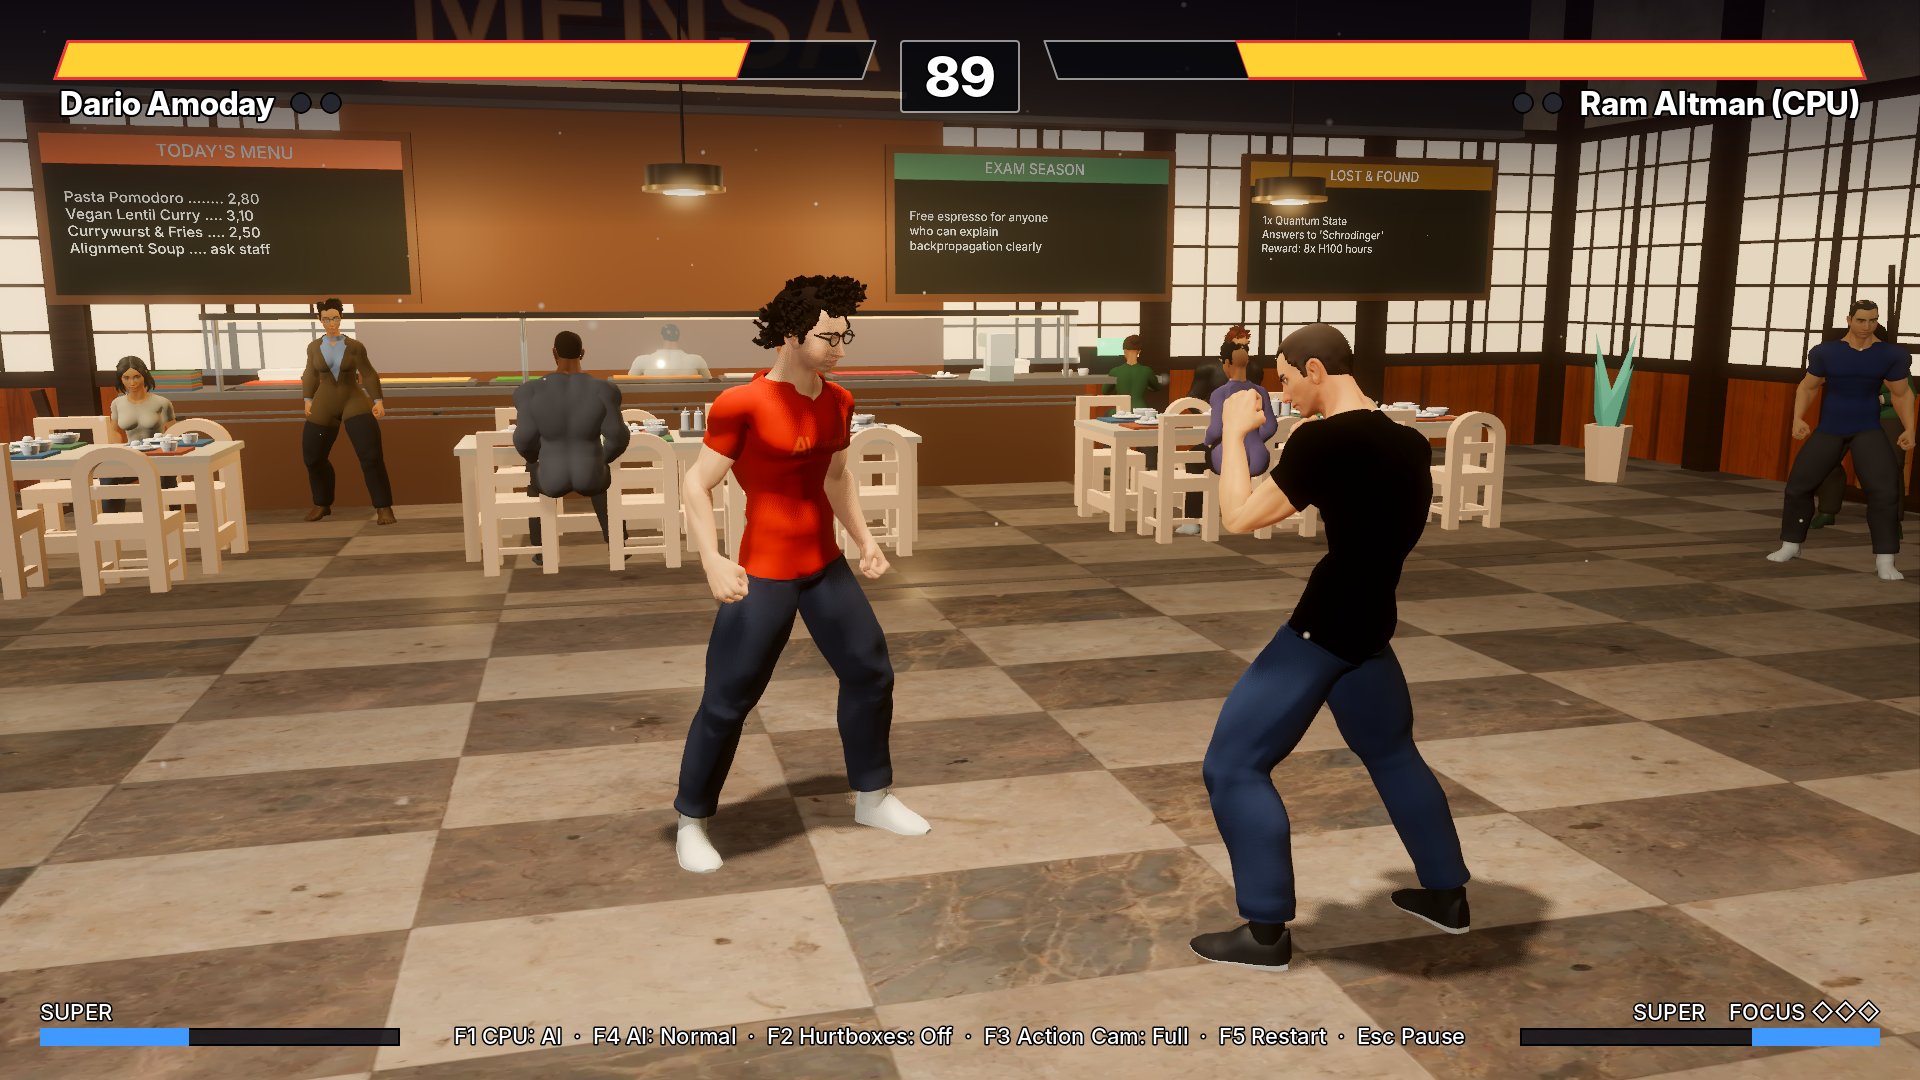 MENSA
89
Dario Amoday
Ram Altman (CPU)
TODAY'S MENU
Pasta Pomodoro ........ 2,80
Vegan Lentil Curry .... 3,10
Currywurst & Fries .... 2,50
Alignment Soup .... ask staff
EXAM SEASON
Free espresso for anyone
who can explain
backpropagation clearly
LOST & FOUND
1x Quantum State
Answers to 'Schrodinger'
Reward: 8x H100 hours
AI
SUPER
SUPER FOCUS
F1 CPU: AI · F4 AI: Normal · F2 Hurtboxes: Off · F3 Action Cam: Full · F5 Restart · Esc Pause